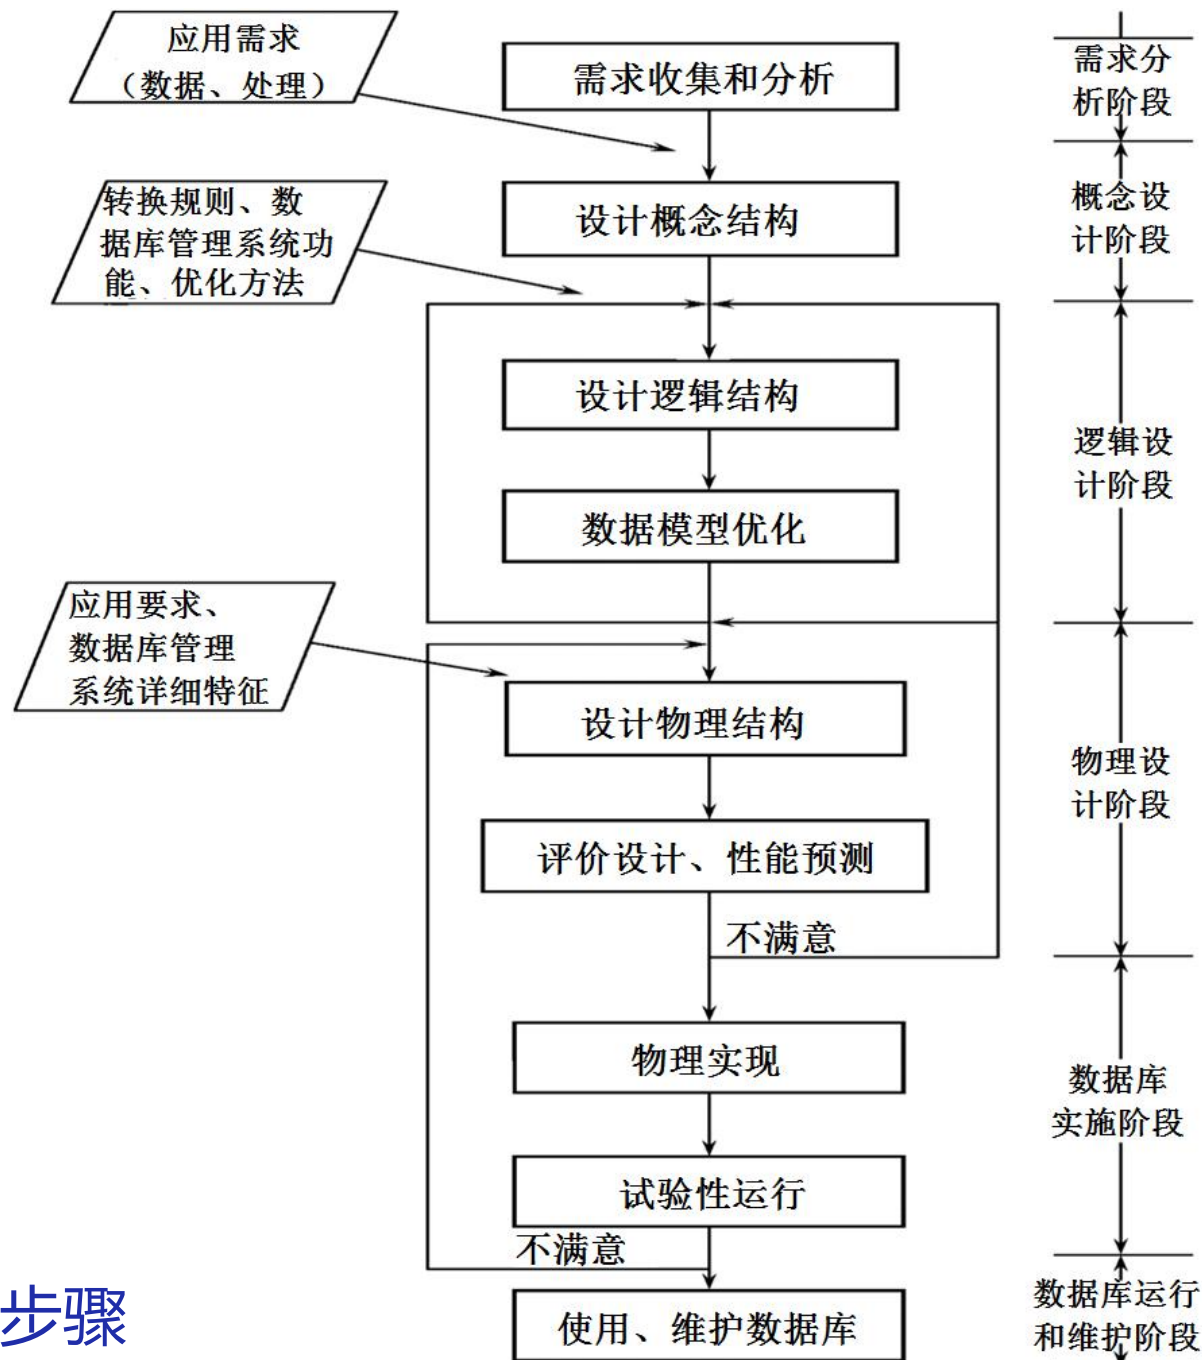 应用需求
（数据、处理）
需求收集和分析
需求分
析阶段
转换规则、数
据库管理系统功
能、优化方法
设计概念结构
概念设
计阶段
设计逻辑结构
数据模型优化
逻辑设
计阶段
应用要求、
数据库管理
系统详细特征
设计物理结构
评价设计、性能预测
不满意
物理设
计阶段
物理实现
试验性运行
不满意
数据库
实施阶段
使用、维护数据库
数据库运行
和维护阶段
步骤